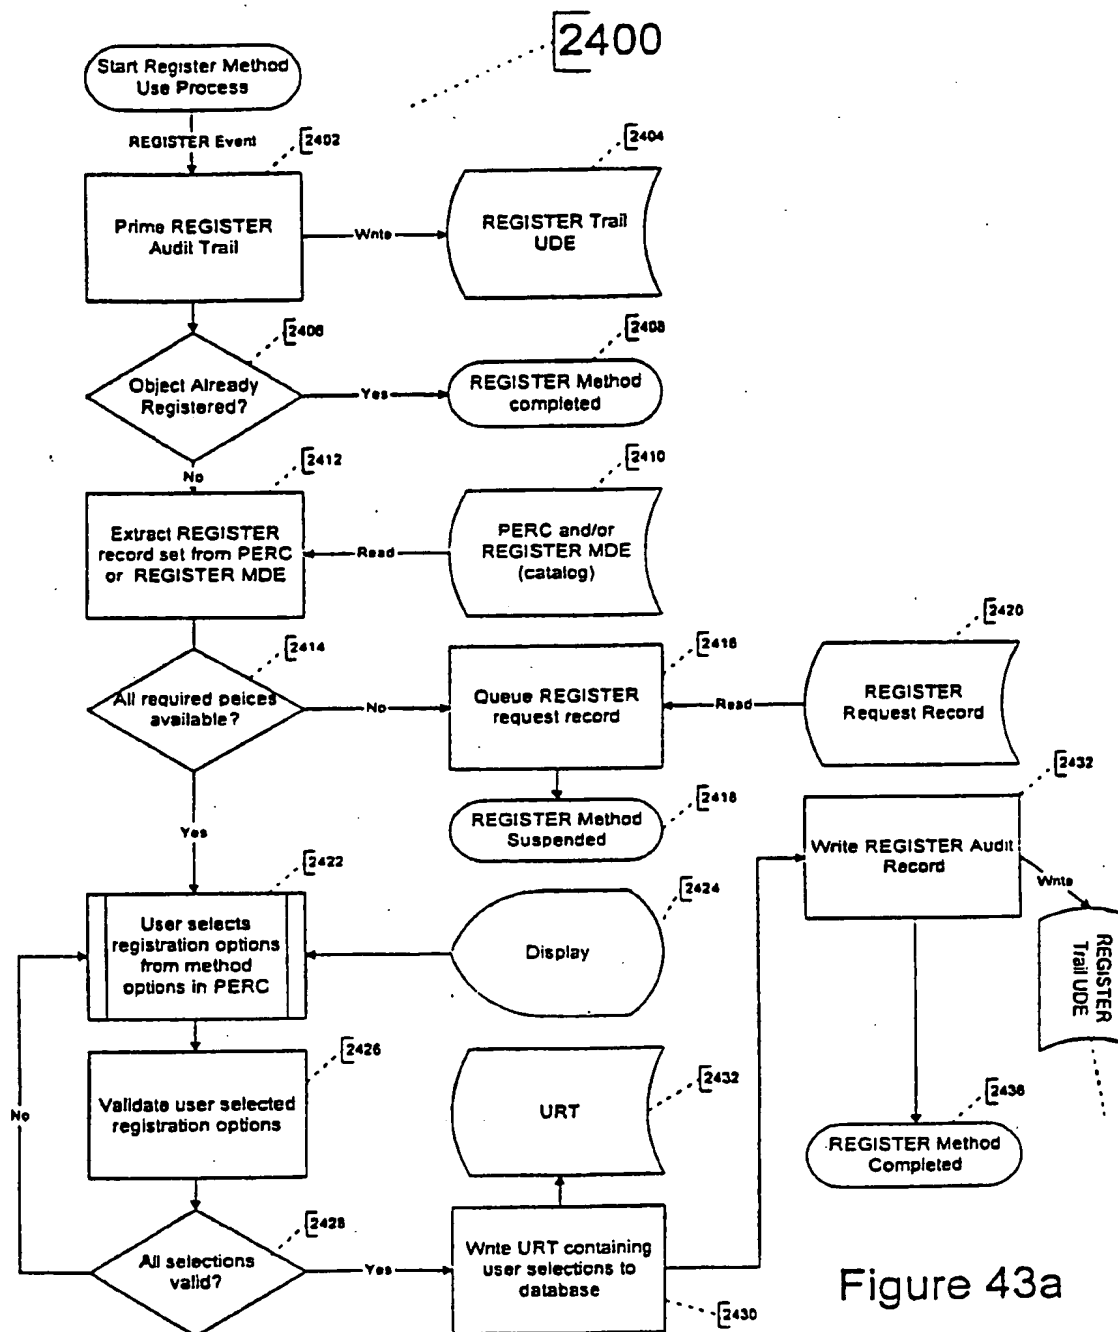 2400
Start Register Method
Use Process
REGISTER Event
2402
2404
Prime REGISTER
Audit Trail
Write
REGISTER Trail
UDE
2406
2408
Object Already
Registered?
Yes
REGISTER Method
completed
No
2412
2410
Extract REGISTER
record set from PERC
or REGISTER MDE
Read
PERC and/or
REGISTER MDE
(catalog)
2414
2416
2420
All required peices
available?
No
Queue REGISTER
request record
Read
REGISTER
Request Record
2418
REGISTER Method
Suspended
2432
Write REGISTER Audit
Record
Write
REGISTER
Trail UDE
Yes
2422
2424
User selects
registration options
from method
options in PERC
Display
2426
2432
No
Validate user selected
registration options
URT
2436
REGISTER Method
Completed
2428
All selections
valid?
Yes
Write URT containing
user selections to
database
2430
Figure 43a